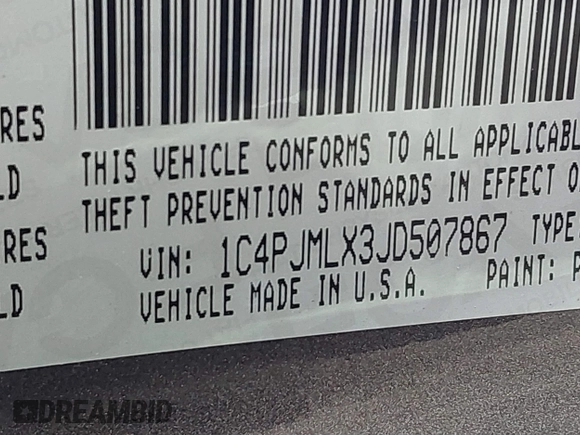 RES
THIS VEHICLE CONFORMS TO ALL APPLICABL
LD
THEFT PREVENTION STANDARDS IN EFFECT O
RES
VIN: 1C4PJMLX3JD507867 TYPE:
LD
VEHICLE MADE IN U.S.A. PAINT: P
DREAMBID